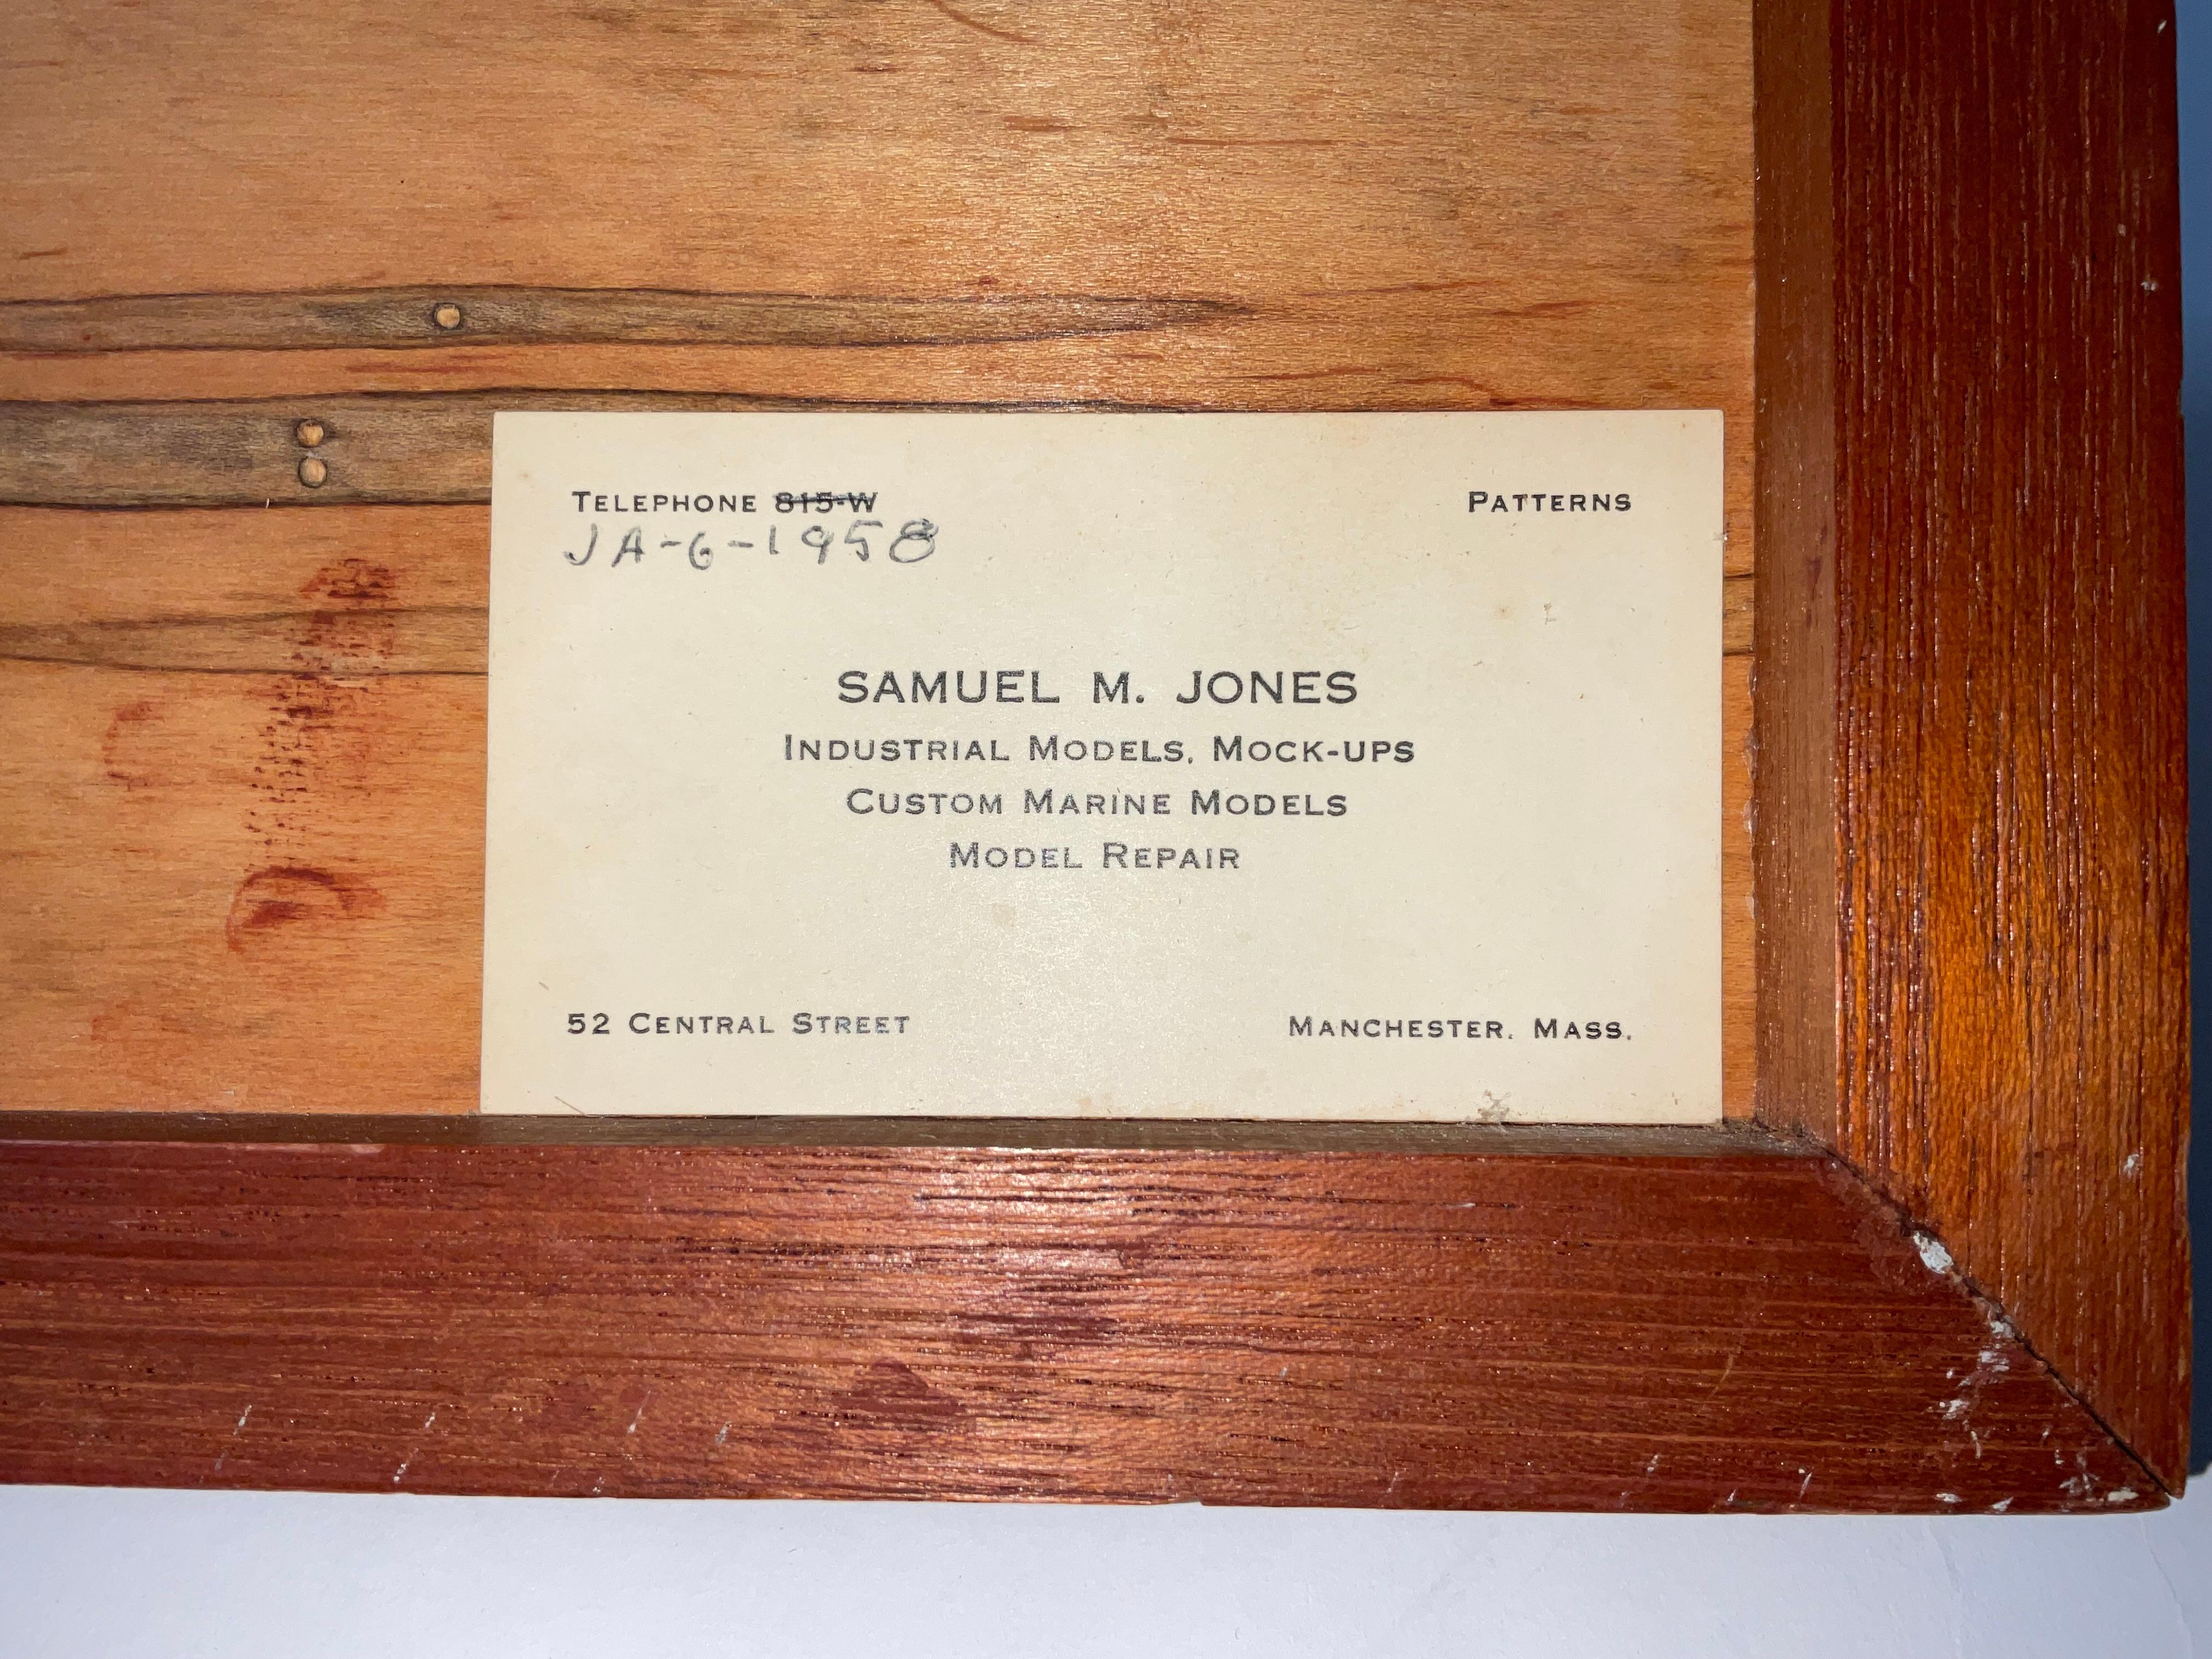 TELEPHONE 815-W
JA-6-1958
PATTERNS
SAMUEL M. JONES
INDUSTRIAL MODELS, MOCK-UPS
CUSTOM MARINE MODELS
MODEL REPAIR
52 CENTRAL STREET
MANCHESTER, MASS.